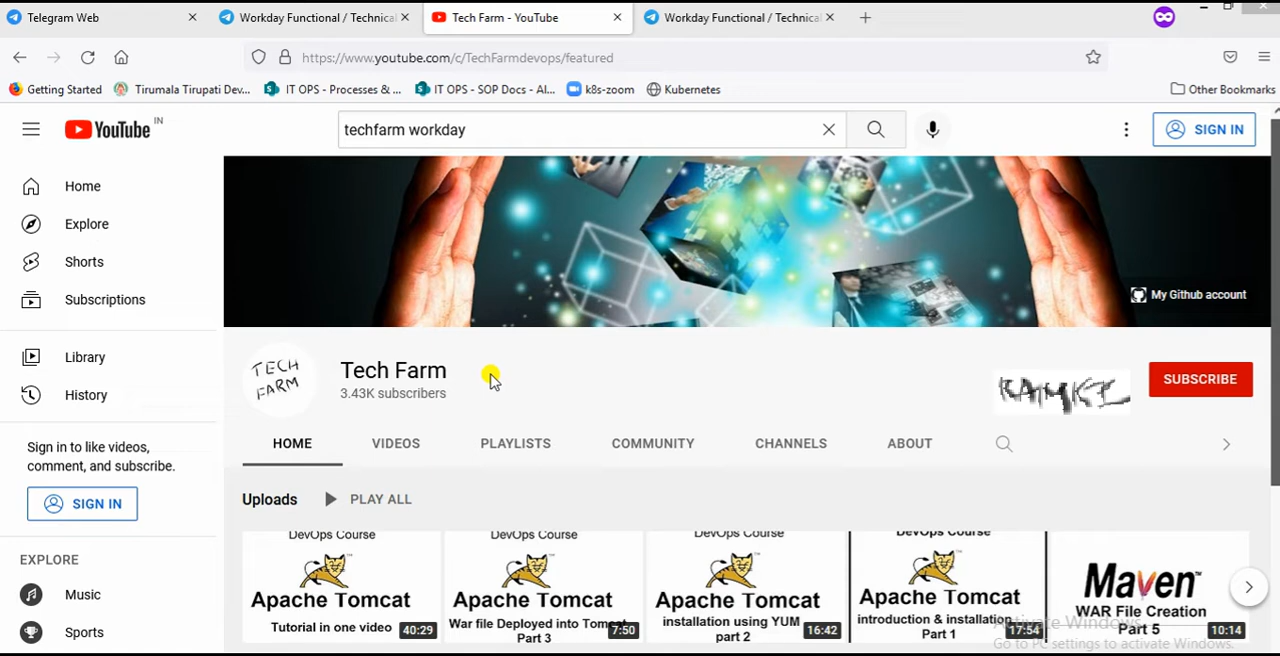 Telegram Web
Workday Functional / Technical
Tech Farm - YouTube
Workday Functional / Technical
https://www.youtube.com/c/TechFarmdevops/featured
Getting Started
Tirumala Tirupati Dev...
IT OPS - Processes & ...
IT OPS - SOP Docs - Al...
k8s-zoom
Kubernetes
Other Bookmarks
YouTube IN
techfarm workday
SIGN IN
Home
Explore
Shorts
Subscriptions
Library
History
Sign in to like videos,
comment, and subscribe.
SIGN IN
EXPLORE
Music
Sports
My Github account
TECH
FARM
Tech Farm
3.43K subscribers
SUBSCRIBE
HOME
VIDEOS
PLAYLISTS
COMMUNITY
CHANNELS
ABOUT
Uploads
PLAY ALL
DevOps Course
Apache Tomcat
Tutorial in one video
40:29
DevOps Course
Apache Tomcat
War file Deployed into Tomcat
Part 3
7:50
DevOps Course
Apache Tomcat
installation using YUM
part 2
16:42
DevOps Course
Apache Tomcat
introduction & installation
Part 1
17:54
Maven™
WAR File Creation
Part 5
10:14
Activate Windows
Go to PC settings to activate Windows.